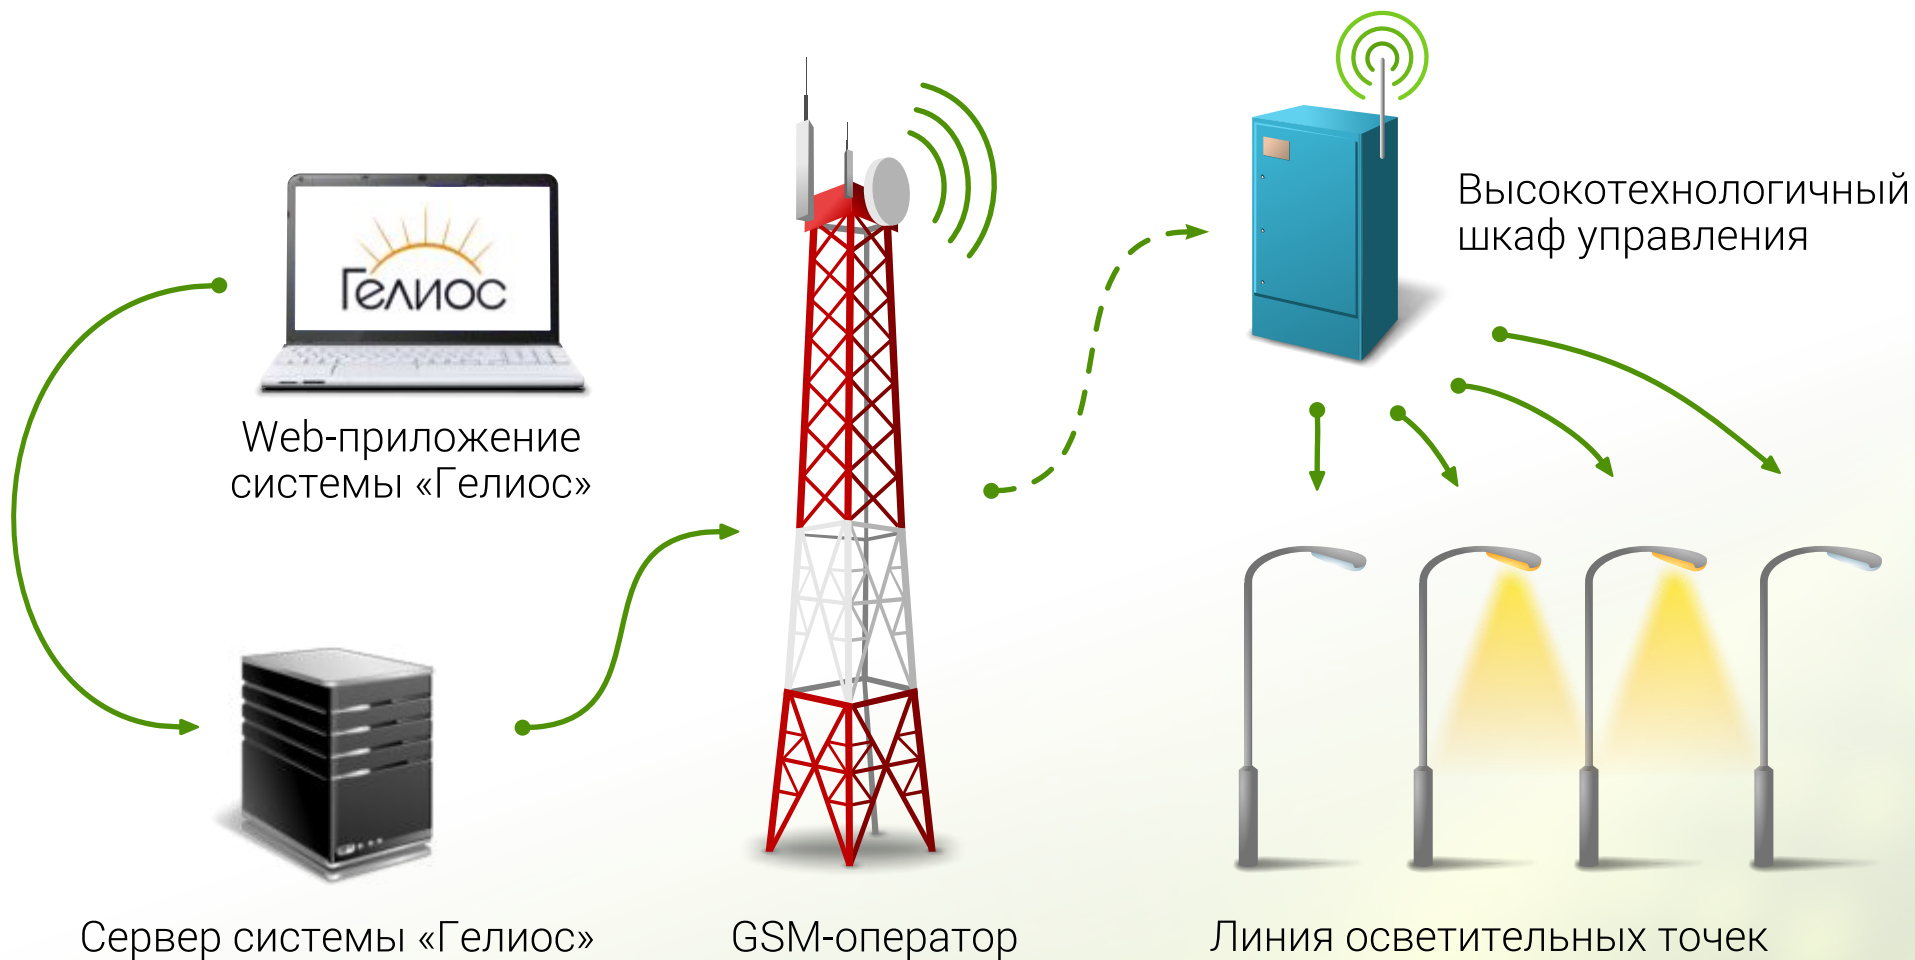 Гелиос
Web-приложение
системы «Гелиос»
Высокотехнологичный
шкаф управления
Сервер системы «Гелиос»
GSM-оператор
Линия осветительных точек